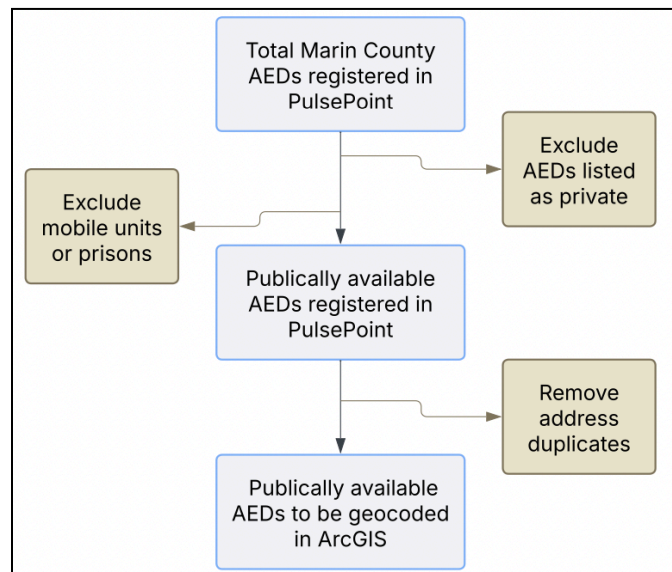 Total Marin County
AEDs registered in
PulsePoint
Exclude
AEDs listed
as private
Exclude
mobile units
or prisons
Publically available
AEDs registered in
PulsePoint
Remove
address
duplicates
Publically available
AEDs to be geocoded
in ArcGIS